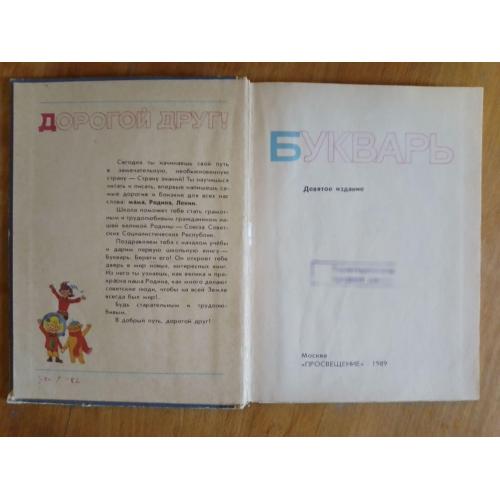 ДОРОГОЙ ДРУГ!
Сегодня ты начинаешь свой путь
в замечательную, необыкновенную
страну — Страну знаний! Ты научишься
читать и писать, впервые напишешь са-
мые дорогие и близкие для всех нас
слова: мама, Родина, Ленин.
Школа поможет тебе стать грамот-
ным и трудолюбивым гражданином на-
шей великой Родины — Союза Совет-
ских Социалистических Республик.
Поздравляем тебя с началом учёбы
и дарим первую школьную книгу —
Букварь. Береги его! Он откроет тебе
дверь в мир новых, интересных книг.
Из него ты узнаешь, как велика и пре-
красна наша Родина, как много делают
советские люди, чтобы на всей Земле
всегда был мир!
Будь старательным и трудолю-
бивым.
В добрый путь, дорогой друг!
БУКВАРЬ
Девятое издание
Москва
«ПРОСВЕЩЕНИЕ» 1989